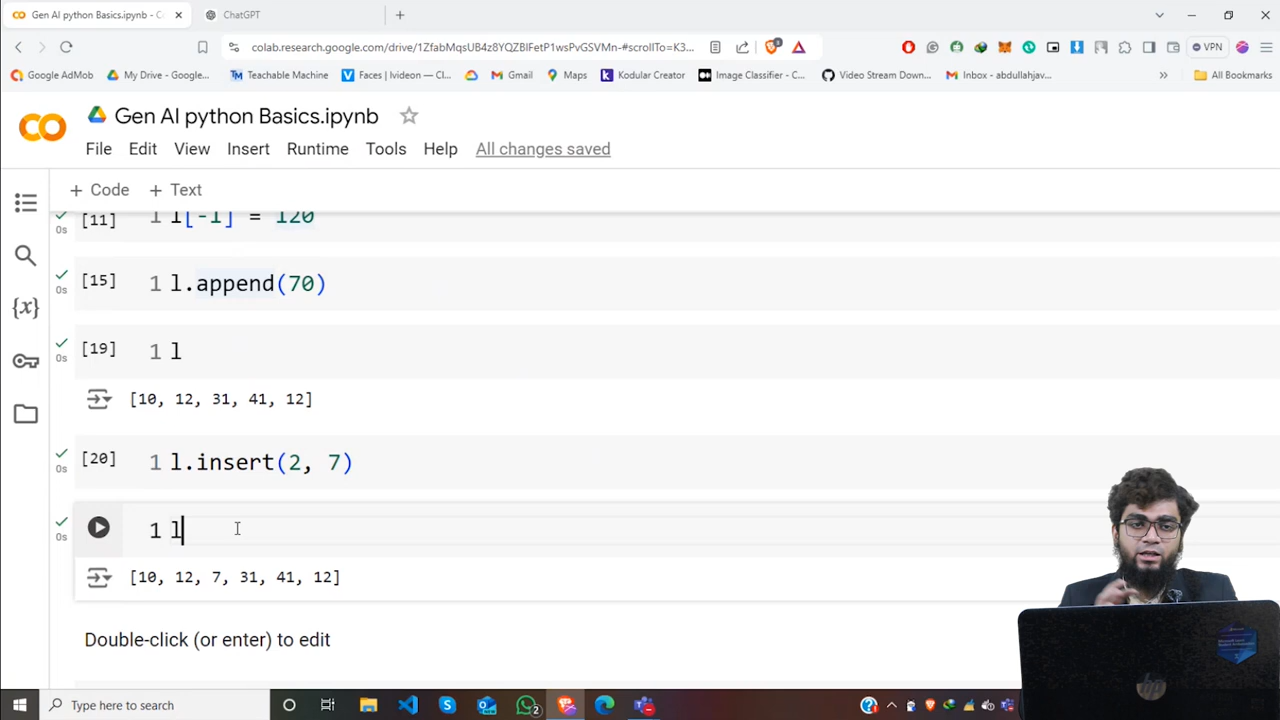 Gen AI python Basics.ipynb - Co
ChatGPT
colab.research.google.com/drive/1ZfabMqsUB4z8YQZBIFetP1wsPvGSVMn-#scrollTo=K3...
VPN
Google AdMob
My Drive - Google...
Teachable Machine
Faces | Ivideon — Cl...
Gmail
Maps
Kodular Creator
Image Classifier - C...
Video Stream Down...
Inbox - abdullahjav...
All Bookmarks
Gen AI python Basics.ipynb
File Edit View Insert Runtime Tools Help All changes saved
+ Code + Text
[11] 1 l[-1] = 120
0s
[15] 1 l.append(70)
0s
[19] 1 l
0s
[10, 12, 31, 41, 12]
[20] 1 l.insert(2, 7)
0s
1 l
0s
[10, 12, 7, 31, 41, 12]
Double-click (or enter) to edit
Type here to search
2
hp